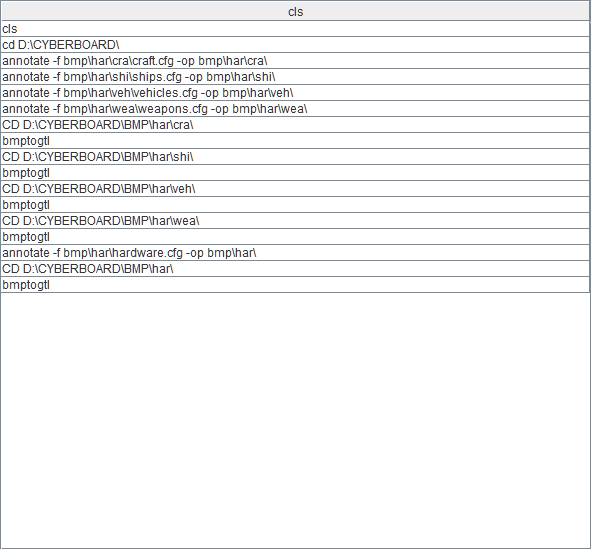 cls
cls
cd D:\CYBERBOARD\
annotate -f bmp\har\cra\craft.cfg -op bmp\har\cra\
annotate -f bmp\har\shi\ships.cfg -op bmp\har\shi\
annotate -f bmp\har\veh\vehicles.cfg -op bmp\har\veh\
annotate -f bmp\har\wea\weapons.cfg -op bmp\har\wea\
CD D:\CYBERBOARD\BMP\har\cra\
bmptogtl
CD D:\CYBERBOARD\BMP\har\shi\
bmptogtl
CD D:\CYBERBOARD\BMP\har\veh\
bmptogtl
CD D:\CYBERBOARD\BMP\har\wea\
bmptogtl
annotate -f bmp\har\hardware.cfg -op bmp\har\
CD D:\CYBERBOARD\BMP\har\
bmptogtl